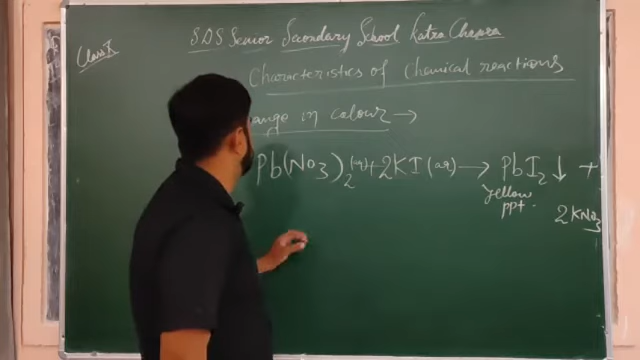 SDS Senior Secondary School Katra Chapra
Class X
Characteristics of chemical reactions
ange in colour →
Pb(NO3)2(aq) + 2KI(aq) → PbI2 ↓ +
yellow
ppt.
2KNO3